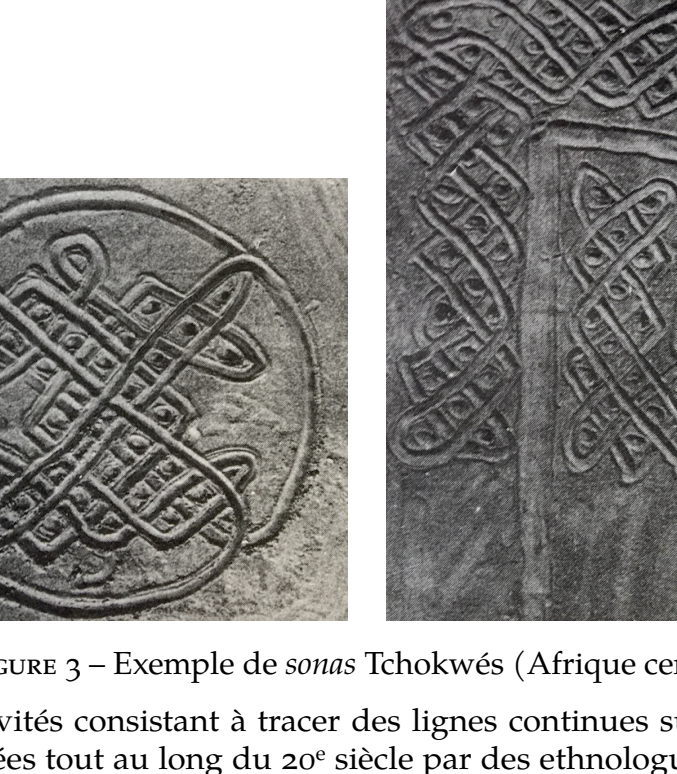 GURE 3 – Exemple de sonas Tchokwés (Afrique cen
vités consistant à tracer des lignes continues su
ées tout au long du 20e siècle par des ethnologu